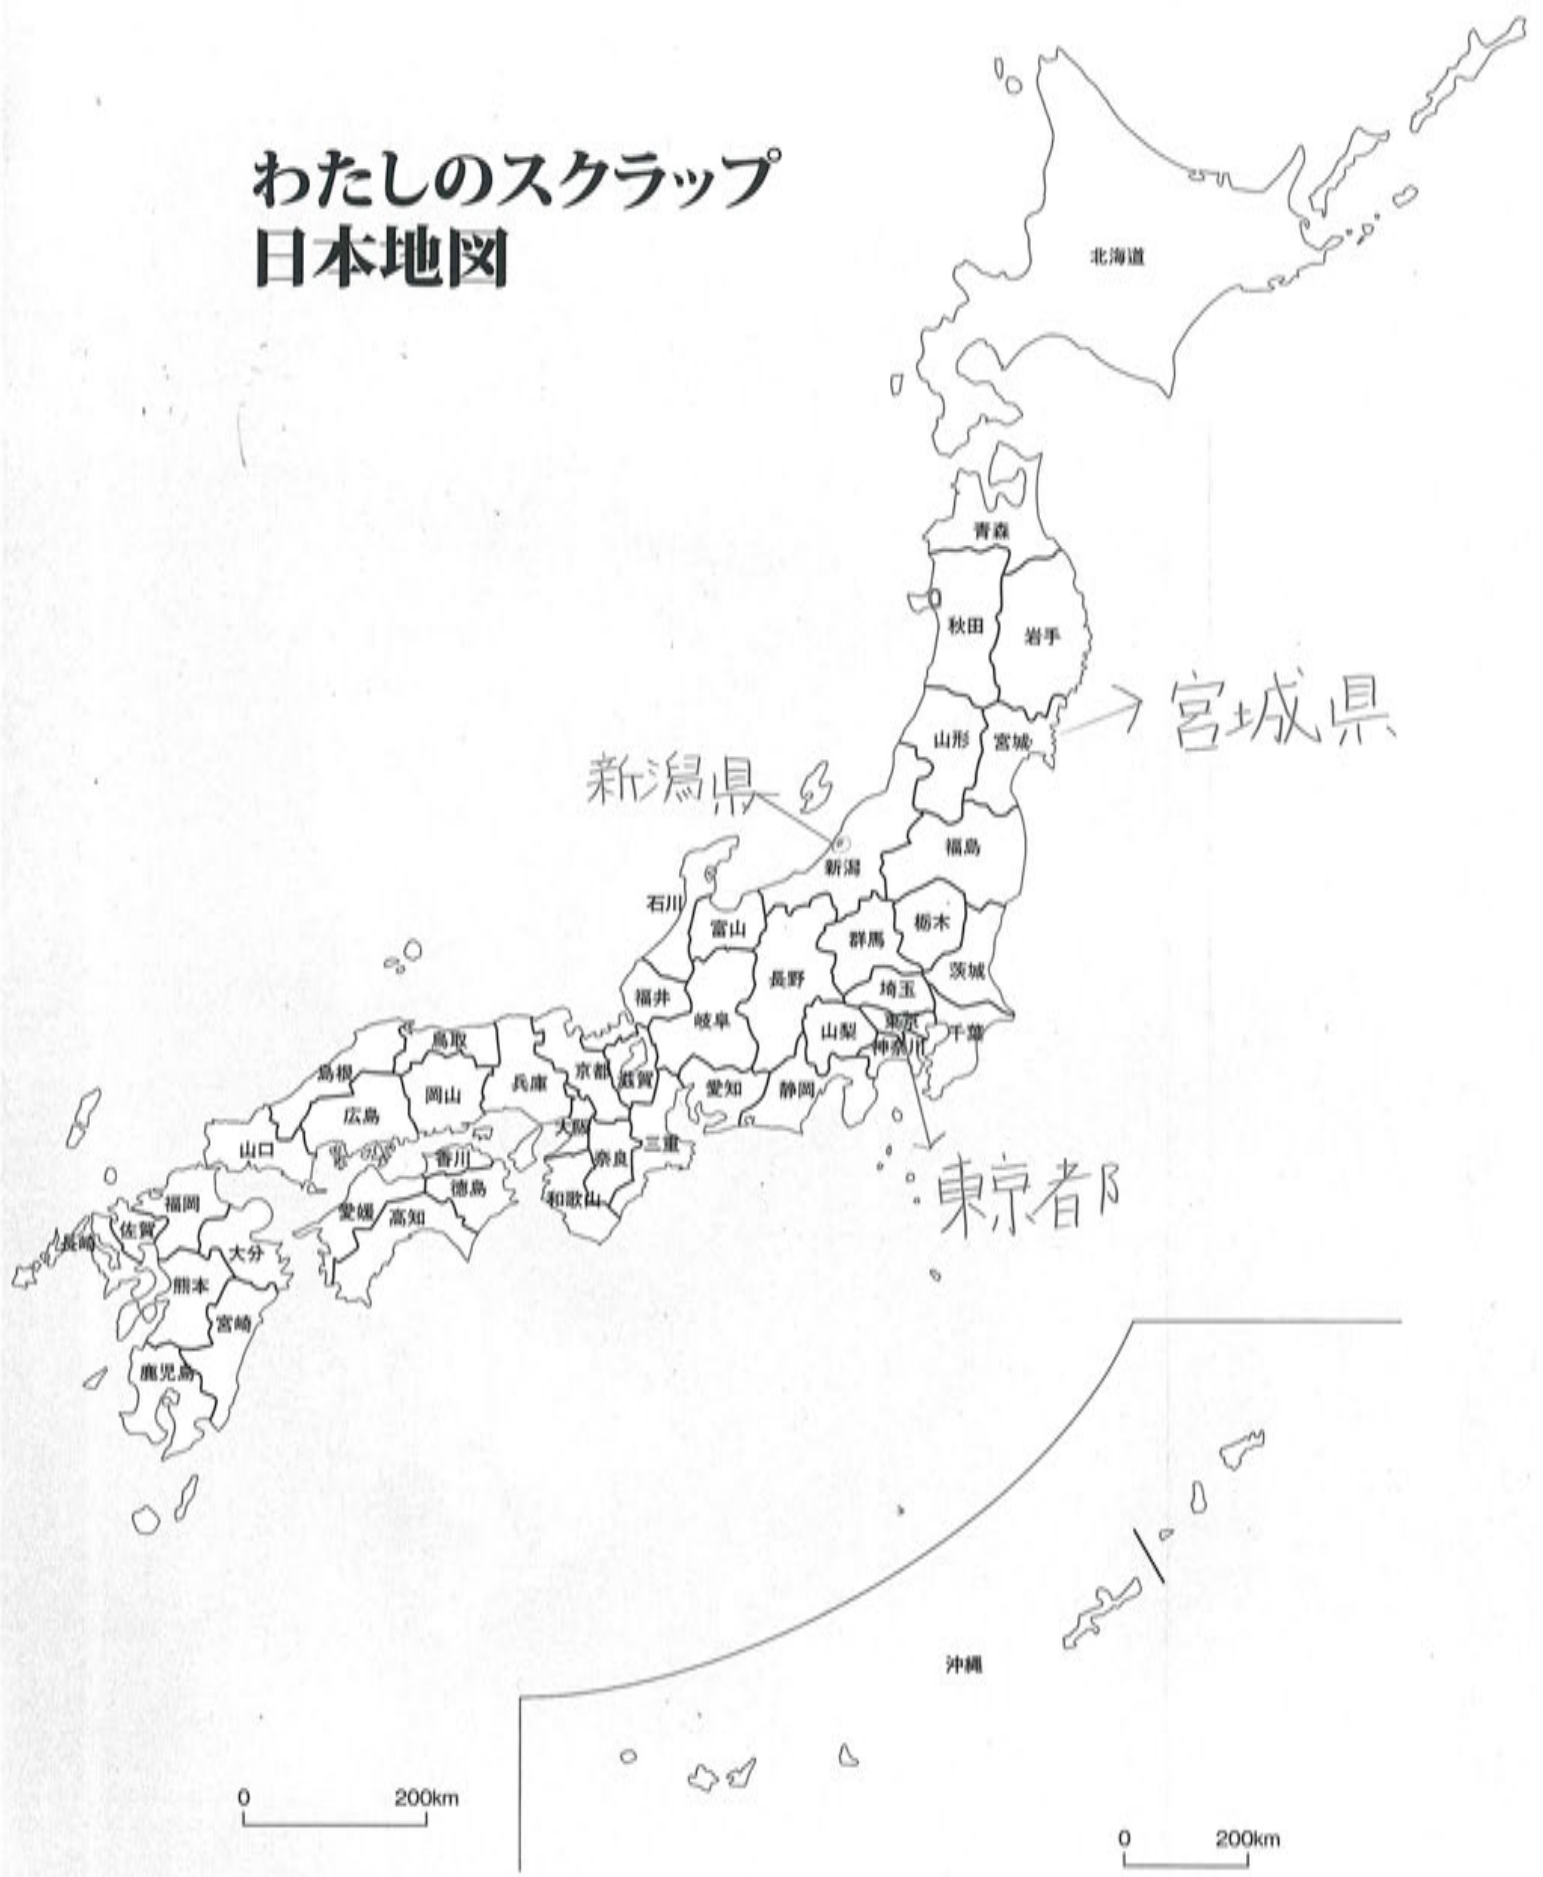 わたしのスクラップ
日本地図
北海道
青森
秋田
岩手
宮城県
山形
宮城
新潟県
福島
新潟
石川
富山
群馬
栃木
長野
茨城
福井
埼玉
岐阜
山梨
東京
千葉
神奈川
鳥取
島根
岡山
兵庫
京都
滋賀
愛知
静岡
広島
大阪
三重
山口
香川
奈良
徳島
和歌山
東京都
福岡
愛媛
高知
佐賀
長崎
大分
熊本
宮崎
鹿児島
沖縄
0 200km
0 200km